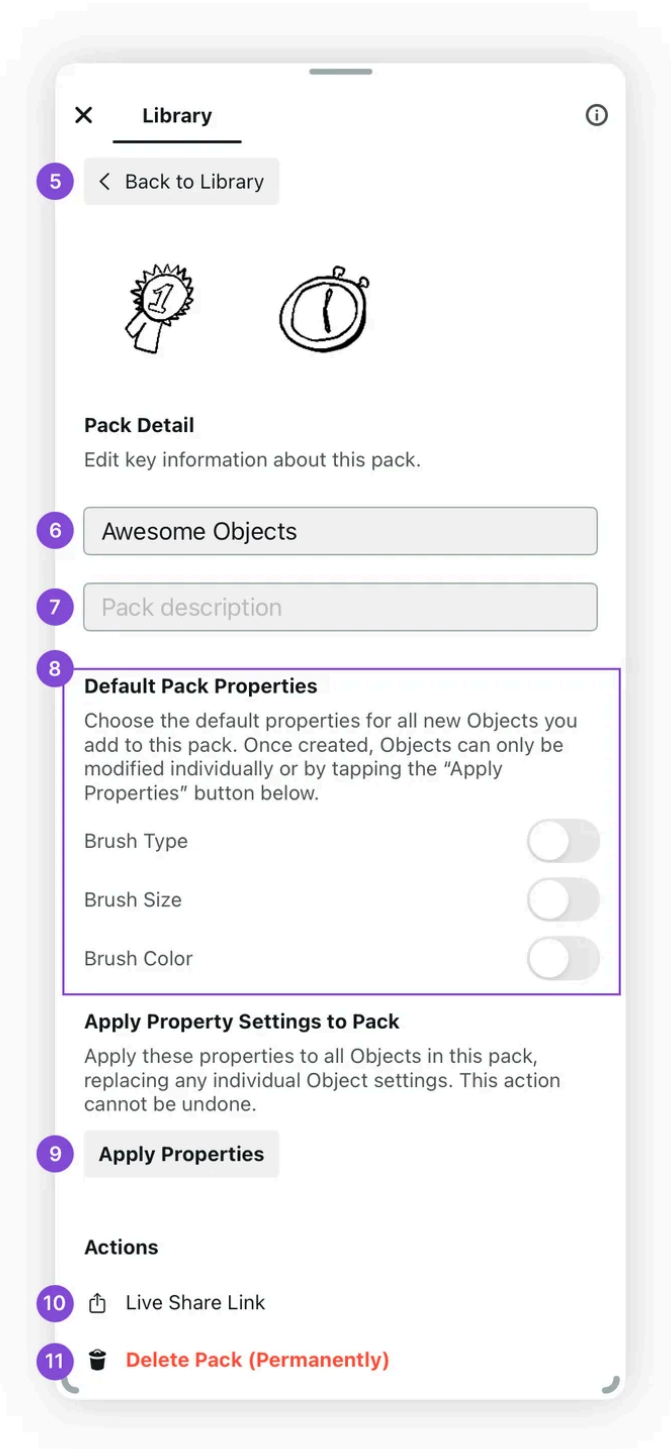 Library
5
Back to Library
1
Pack Detail
Edit key information about this pack.
6
Awesome Objects
7
Pack description
8
Default Pack Properties
Choose the default properties for all new Objects you
add to this pack. Once created, Objects can only be
modified individually or by tapping the “Apply
Properties” button below.
Brush Type
Brush Size
Brush Color
Apply Property Settings to Pack
Apply these properties to all Objects in this pack,
replacing any individual Object settings. This action
cannot be undone.
9
Apply Properties
Actions
10
Live Share Link
11
Delete Pack (Permanently)